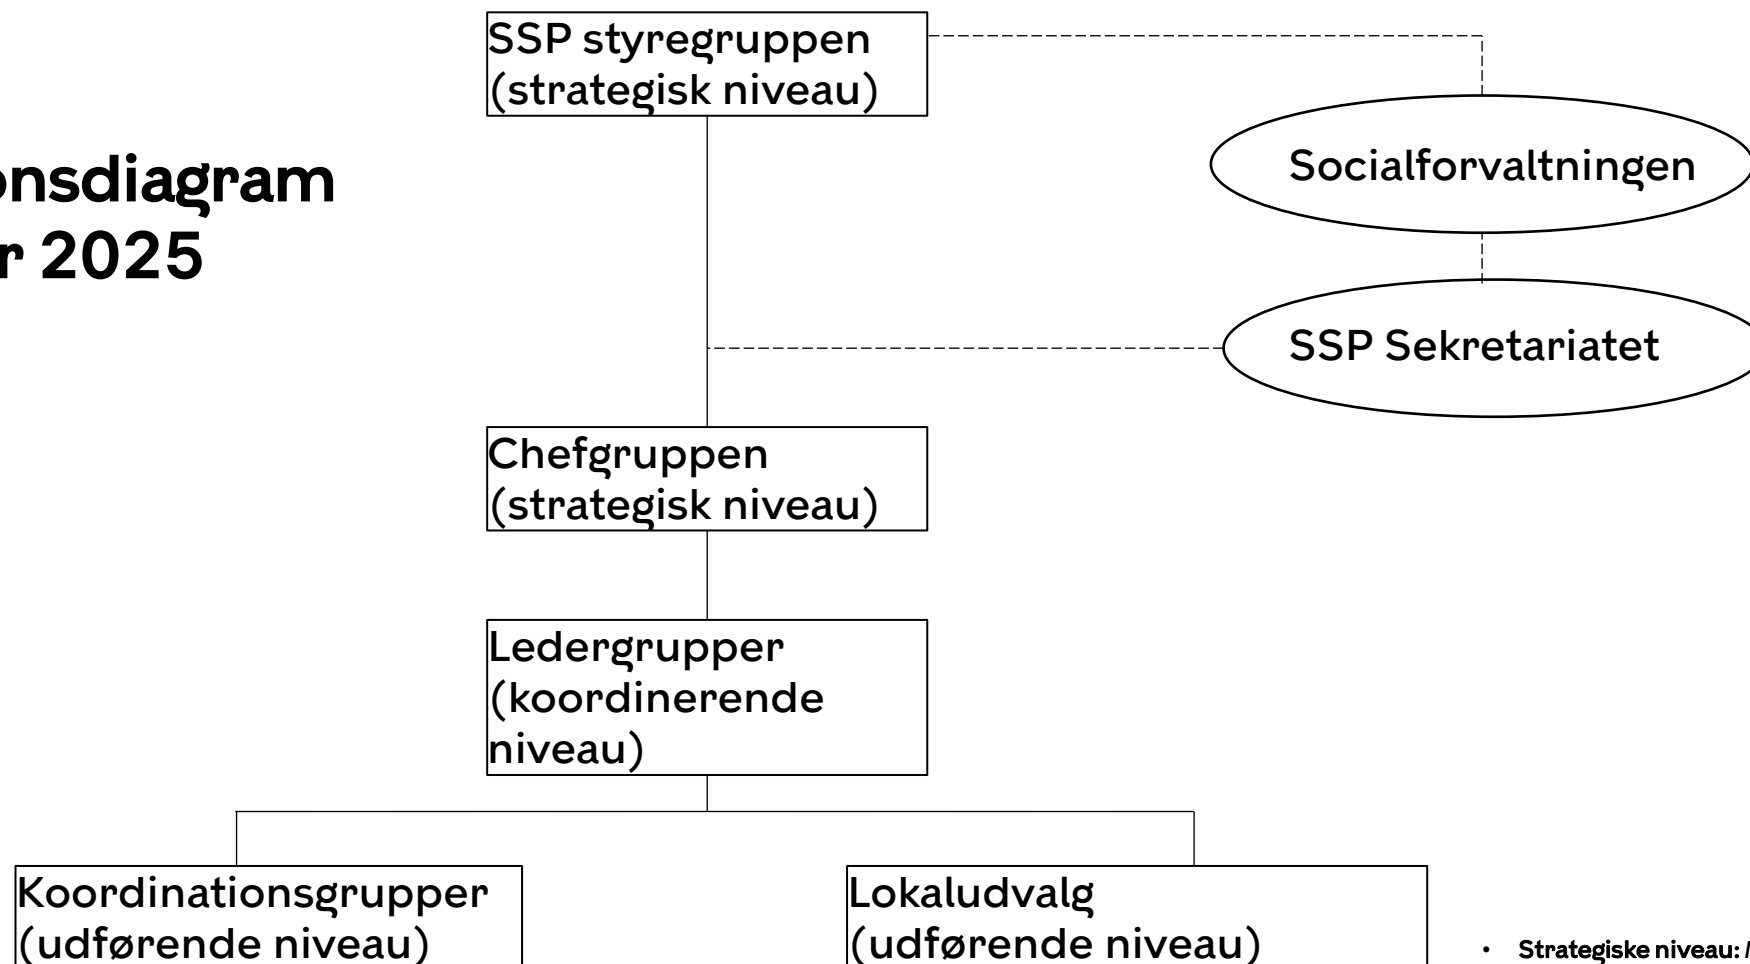 SSP styregruppen
(strategisk niveau)
onsdiagram
r 2025
Socialforvaltningen
SSP Sekretariatet
Chefgruppen
(strategisk niveau)
Ledergrupper
(koordinerende
niveau)
Koordinationsgrupper
(udførende niveau)
Lokaludvalg
(udførende niveau)
• Strategiske niveau: